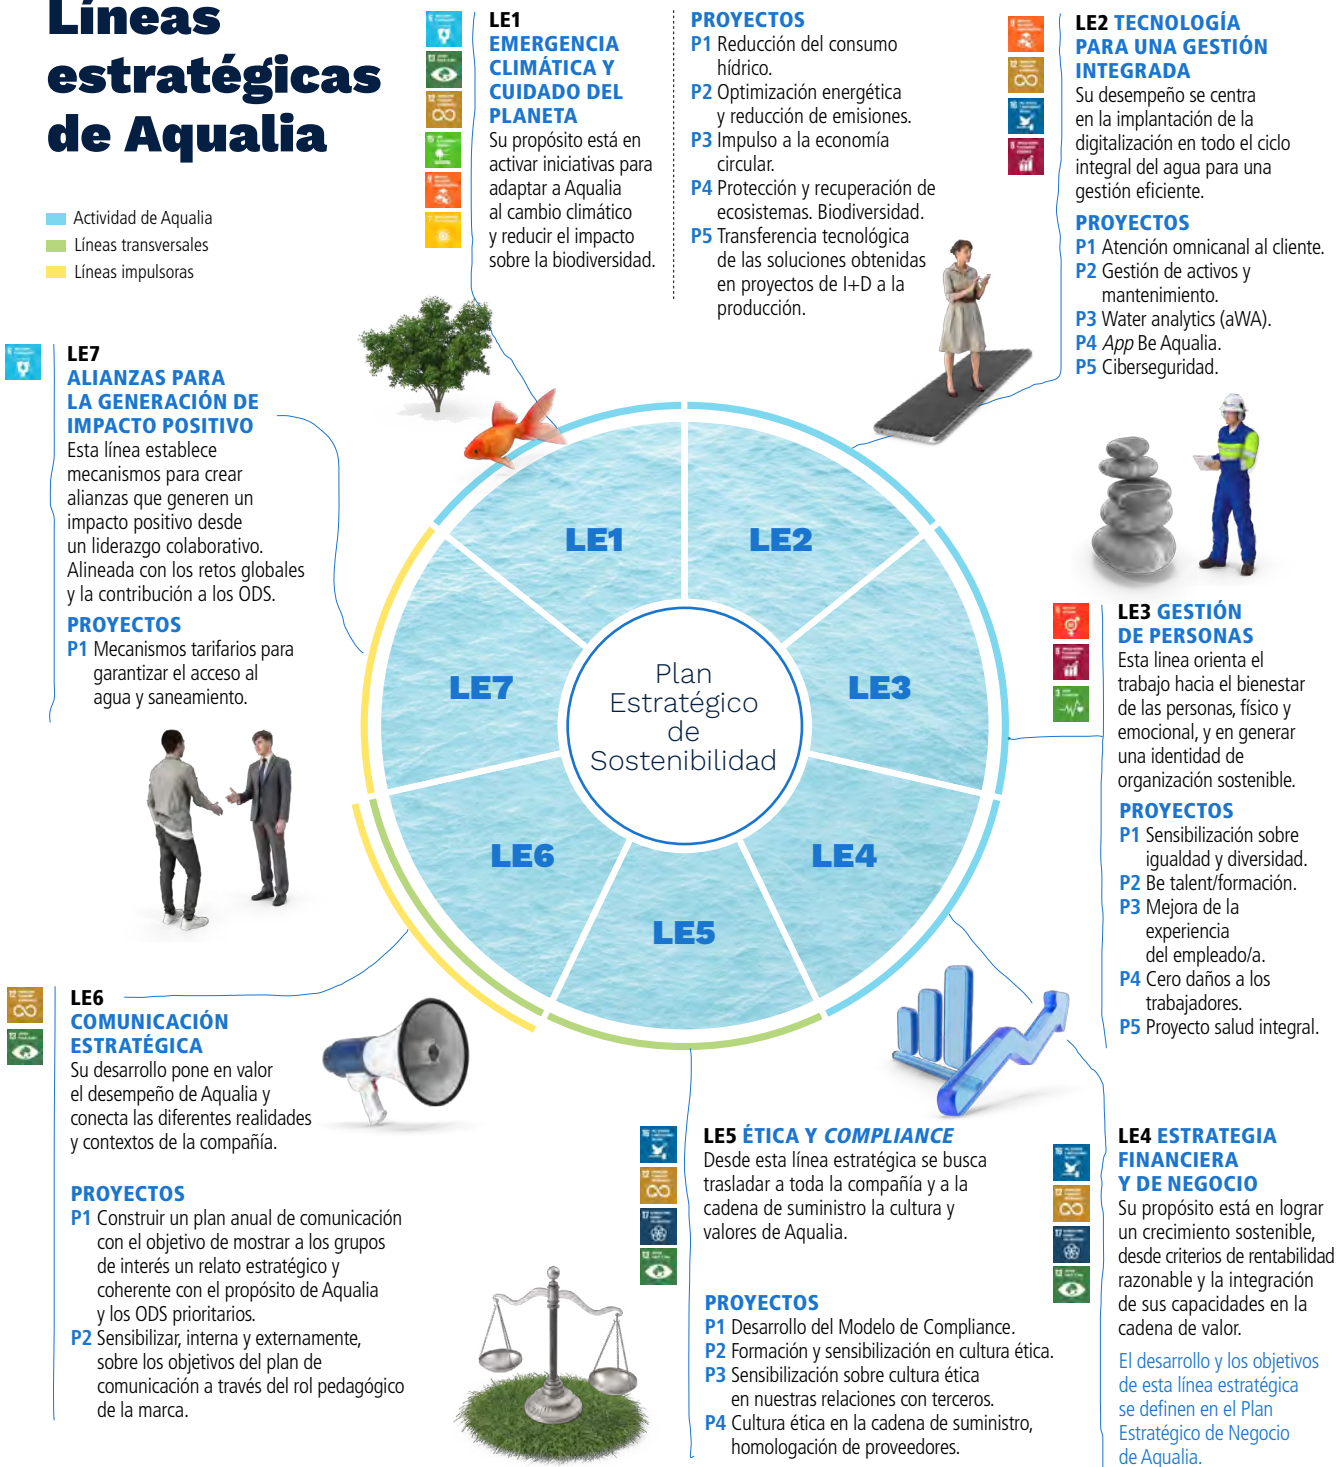 Líneas
estratégicas
de Aqualia
Actividad de Aqualia
Líneas transversales
Líneas impulsoras
LE1
EMERGENCIA
CLIMÁTICA Y
CUIDADO DEL
PLANETA
Su propósito está en
activar iniciativas para
adaptar a Aqualia
al cambio climático
y reducir el impacto
sobre la biodiversidad.
PROYECTOS
P1 Reducción del consumo
hídrico.
P2 Optimización energética
y reducción de emisiones.
P3 Impulso a la economía
circular.
P4 Protección y recuperación de
ecosistemas. Biodiversidad.
P5 Transferencia tecnológica
de las soluciones obtenidas
en proyectos de I+D a la
producción.
LE2 TECNOLOGÍA
PARA UNA GESTIÓN
INTEGRADA
Su desempeño se centra
en la implantación de la
digitalización en todo el ciclo
integral del agua para una
gestión eficiente.
PROYECTOS
P1 Atención omnicanal al cliente.
P2 Gestión de activos y
mantenimiento.
P3 Water analytics (aWA).
P4 App Be Aqualia.
P5 Ciberseguridad.
LE7
ALIANZAS PARA
LA GENERACIÓN DE
IMPACTO POSITIVO
Esta línea establece
mecanismos para crear
alianzas que generen un
impacto positivo desde
un liderazgo colaborativo.
Alineada con los retos globales
y la contribución a los ODS.
PROYECTOS
P1 Mecanismos tarifarios para
garantizar el acceso al
agua y saneamiento.
LE1
LE2
LE3
LE4
LE5
LE6
LE7
Plan
Estratégico
de
Sostenibilidad
LE3 GESTIÓN
DE PERSONAS
Esta linea orienta el
trabajo hacia el bienestar
de las personas, físico y
emocional, y en generar
una identidad de
organización sostenible.
PROYECTOS
P1 Sensibilización sobre
igualdad y diversidad.
P2 Be talent/formación.
P3 Mejora de la
experiencia
del empleado/a.
P4 Cero daños a los
trabajadores.
P5 Proyecto salud integral.
LE6
COMUNICACIÓN
ESTRATÉGICA
Su desarrollo pone en valor
el desempeño de Aqualia y
conecta las diferentes realidades
y contextos de la compañía.
PROYECTOS
P1 Construir un plan anual de comunicación
con el objetivo de mostrar a los grupos
de interés un relato estratégico y
coherente con el propósito de Aqualia
y los ODS prioritarios.
P2 Sensibilizar, interna y externamente,
sobre los objetivos del plan de
comunicación a través del rol pedagógico
de la marca.
LE5 ÉTICA Y COMPLIANCE
Desde esta línea estratégica se busca
trasladar a toda la compañía y a la
cadena de suministro la cultura y
valores de Aqualia.
PROYECTOS
P1 Desarrollo del Modelo de Compliance.
P2 Formación y sensibilización en cultura ética.
P3 Sensibilización sobre cultura ética
en nuestras relaciones con terceros.
P4 Cultura ética en la cadena de suministro,
homologación de proveedores.
LE4 ESTRATEGIA
FINANCIERA
Y DE NEGOCIO
Su propósito está en lograr
un crecimiento sostenible,
desde criterios de rentabilidad
razonable y la integración
de sus capacidades en la
cadena de valor.
El desarrollo y los objetivos
de esta línea estratégica
se definen en el Plan
Estratégico de Negocio
de Aqualia.